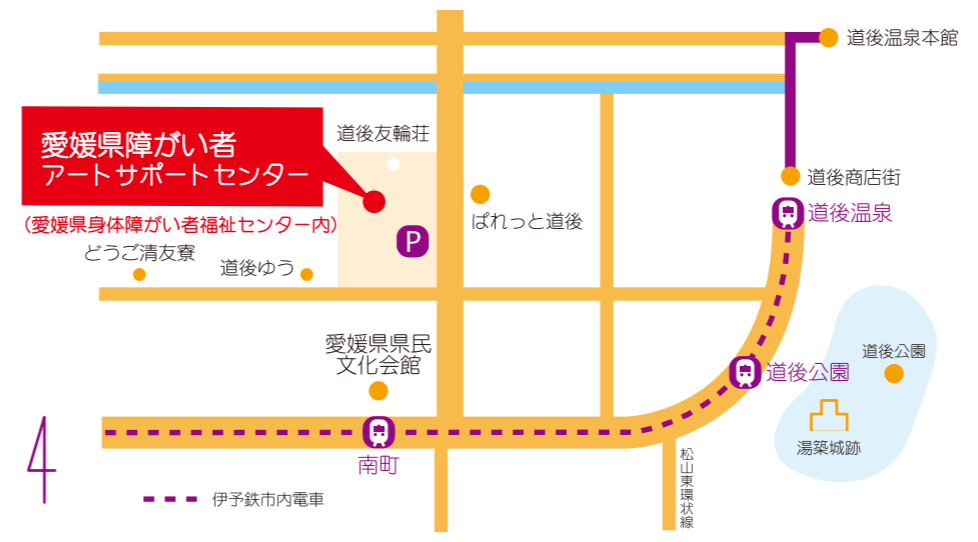 道後温泉本館
道後友輪荘
愛媛県障がい者
アートサポートセンター
（愛媛県身体障がい者福祉センター内）
P
ぱれっと道後
道後商店街
道後温泉
どうご清友寮
道後ゆう
愛媛県県民
文化会館
道後公園
道後公園
湯築城跡
南町
松山東環状線
伊予鉄市内電車